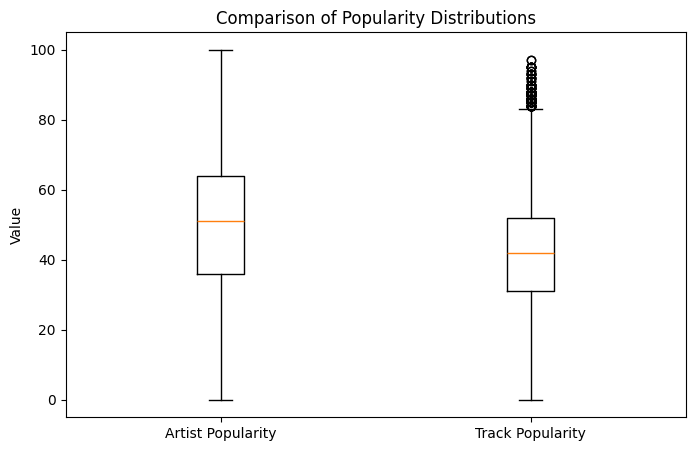 Comparison of Popularity Distributions
100
80
60
40
20
0
Value
Artist Popularity
Track Popularity